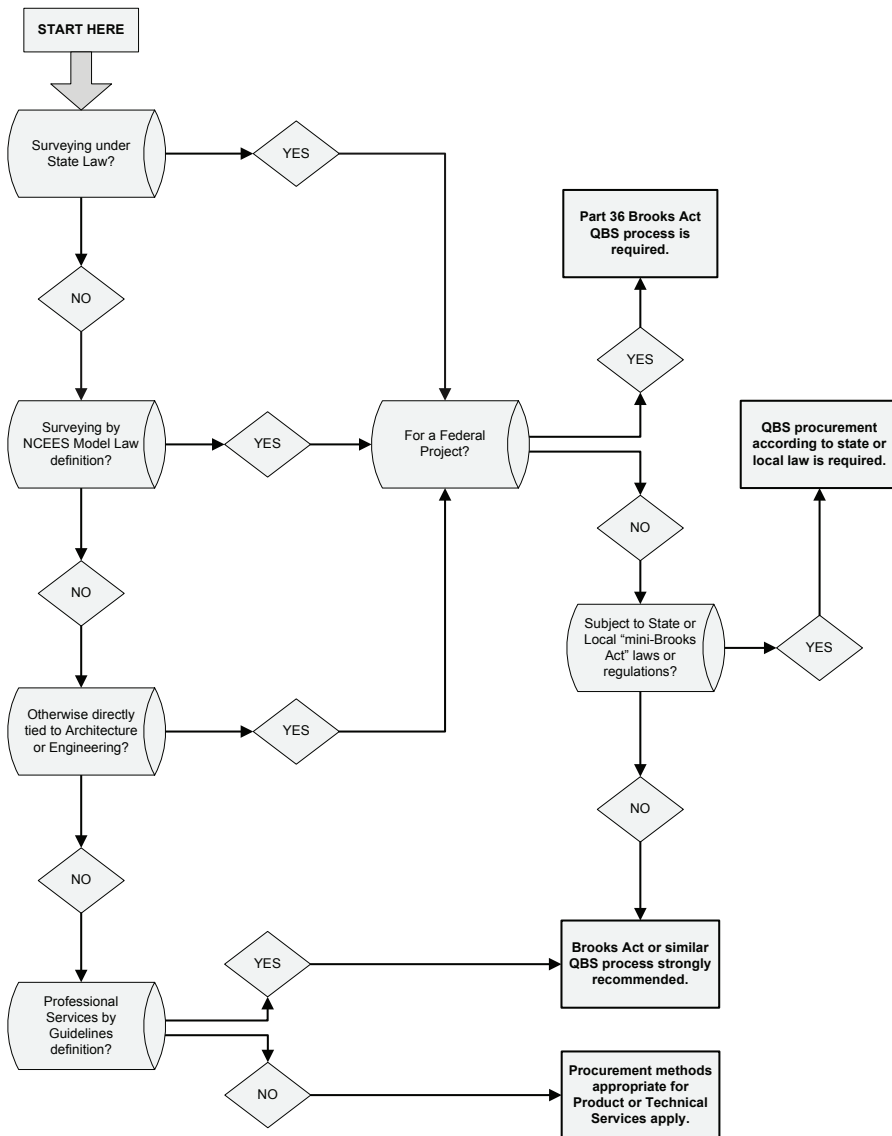 START HERE
Surveying under
State Law?
YES
NO
Part 36 Brooks Act
QBS process is
required.
YES
Surveying by
NCEES Model Law
definition?
YES
For a Federal
Project?
QBS procurement
according to state or
local law is required.
NO
NO
Subject to State or
Local “mini-Brooks
Act” laws or
regulations?
YES
Otherwise directly
tied to Architecture
or Engineering?
YES
NO
NO
Professional
Services by
Guidelines
definition?
YES
Brooks Act or similar
QBS process strongly
recommended.
NO
Procurement methods
appropriate for
Product or Technical
Services apply.